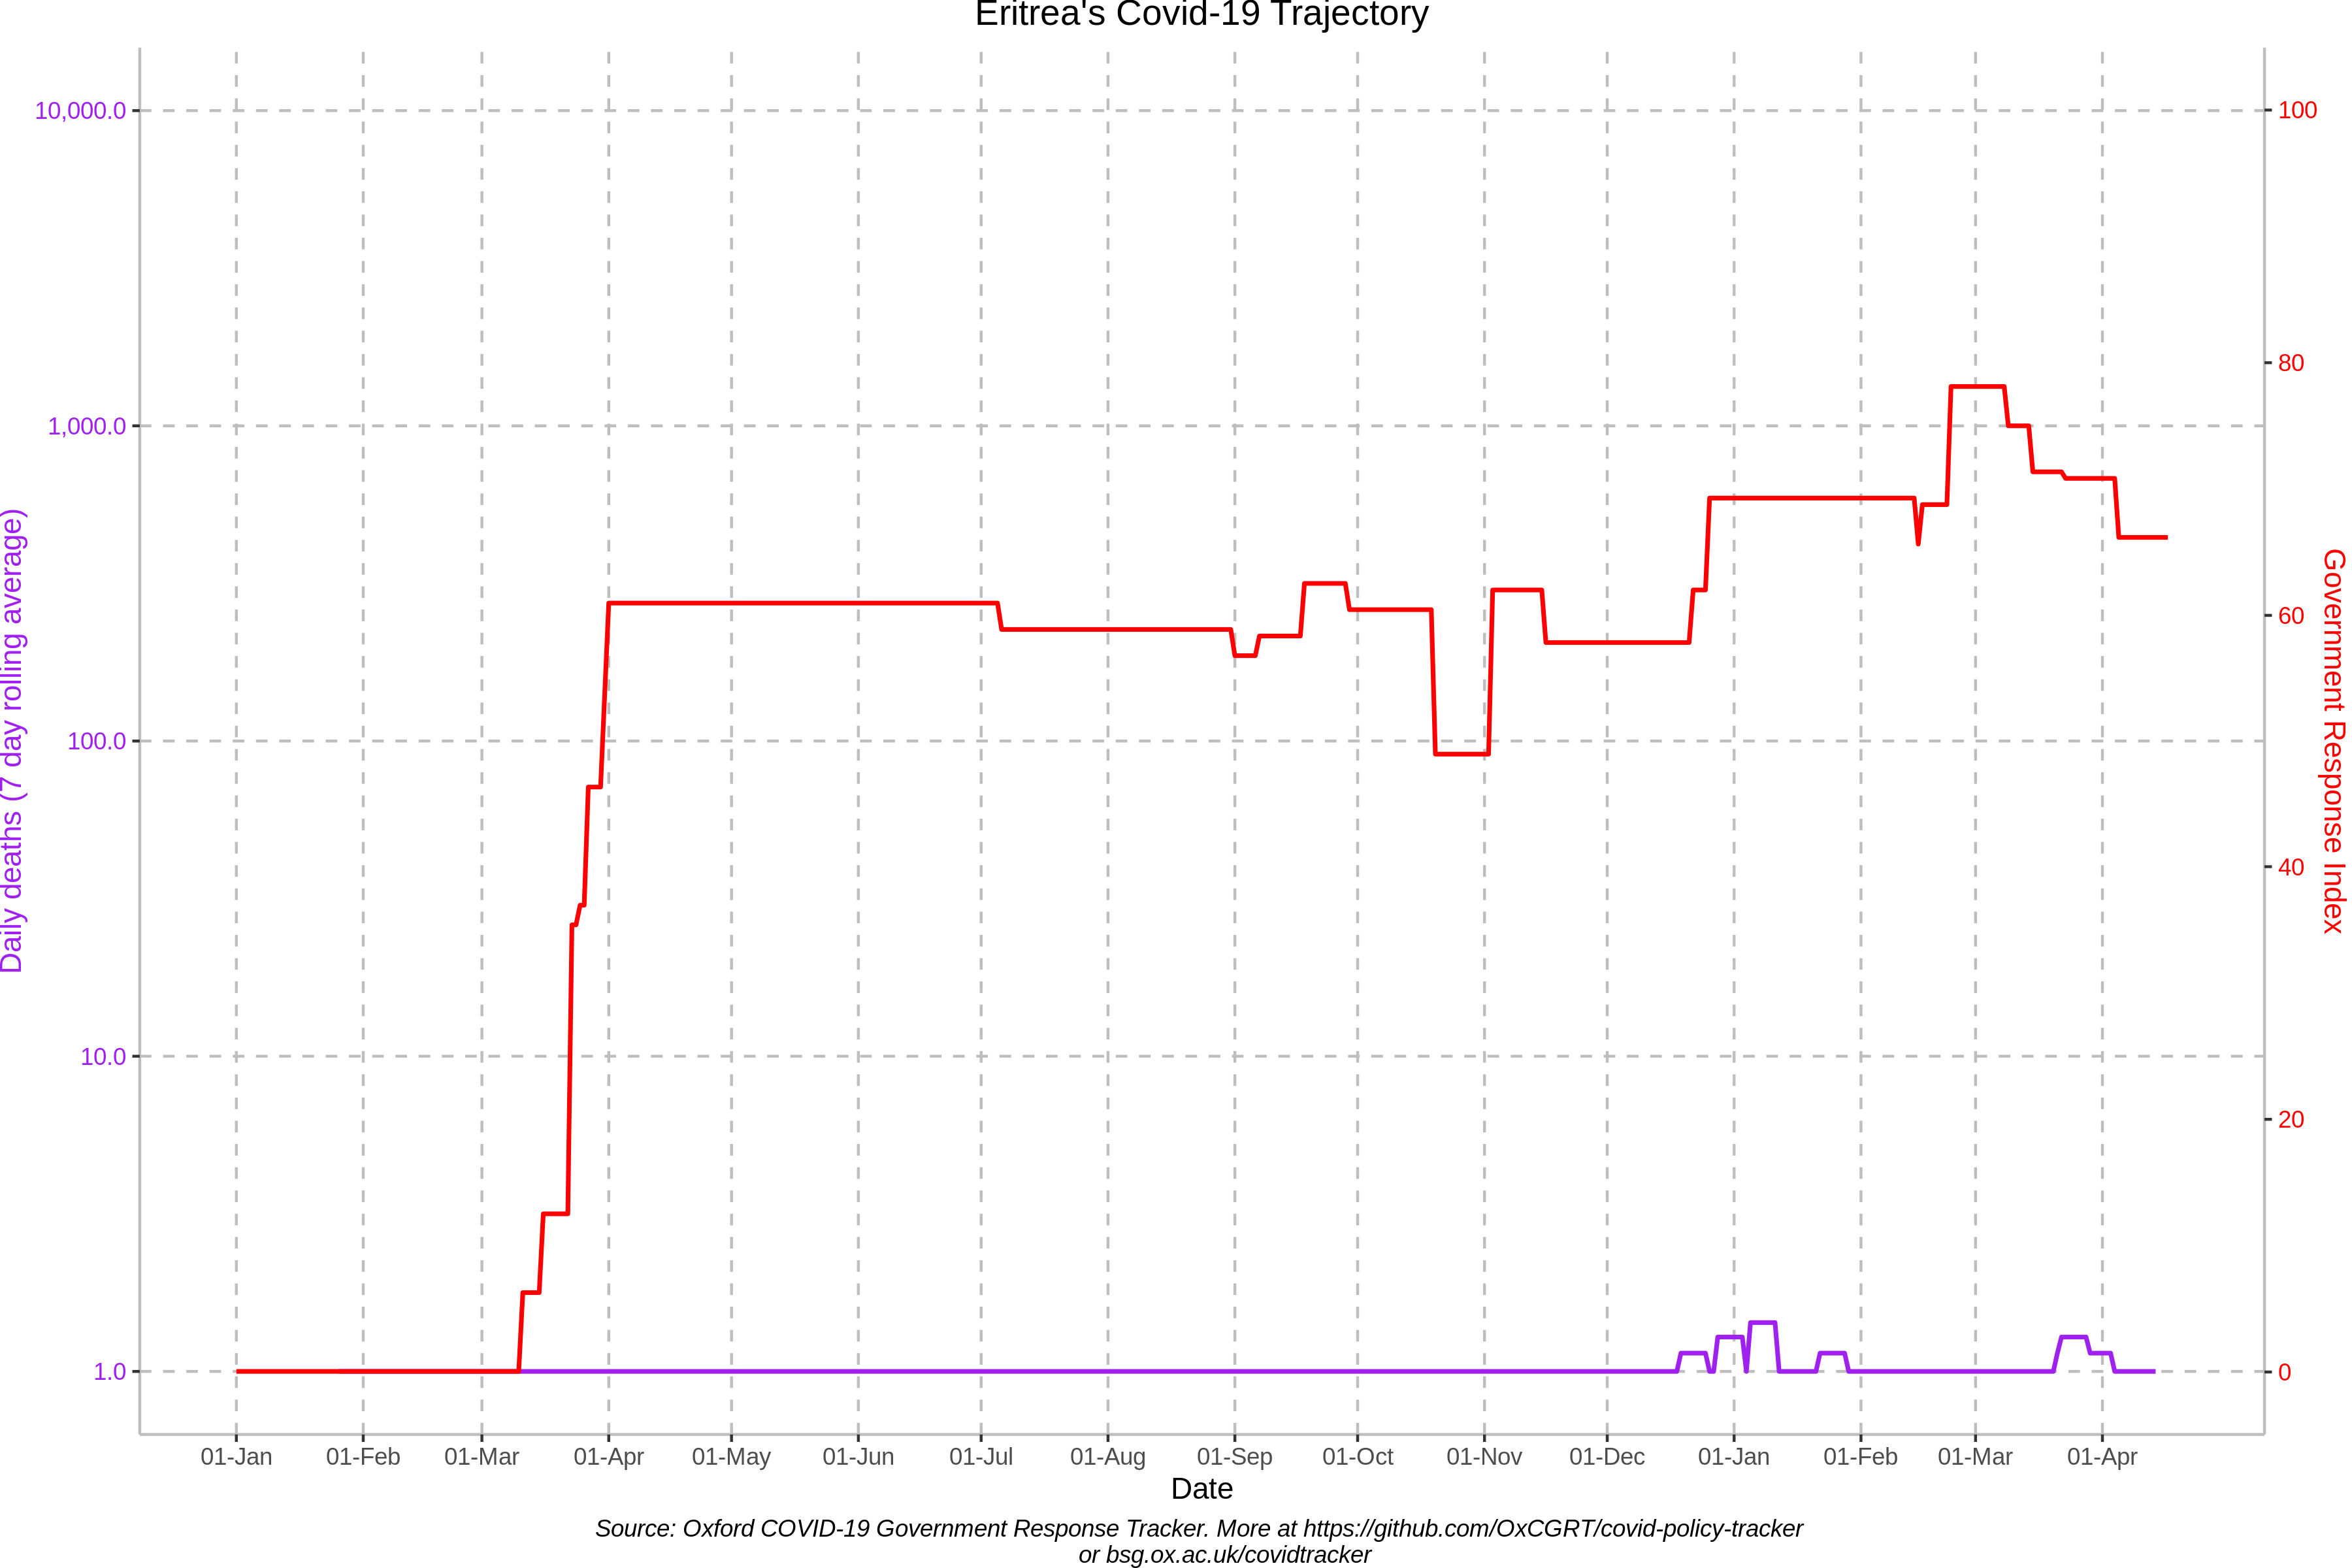 Eritrea's Covid-19 Trajectory
Daily deaths (7 day rolling average)
10,000.0
1,000.0
100.0
10.0
1.0
100
80
60
40
20
0
Government Response Index
01-Jan 01-Feb 01-Mar 01-Apr 01-May 01-Jun 01-Jul 01-Aug 01-Sep 01-Oct 01-Nov 01-Dec 01-Jan 01-Feb 01-Mar 01-Apr
Date
Source: Oxford COVID-19 Government Response Tracker. More at https://github.com/OxCGRT/covid-policy-tracker
or bsg.ox.ac.uk/covidtracker